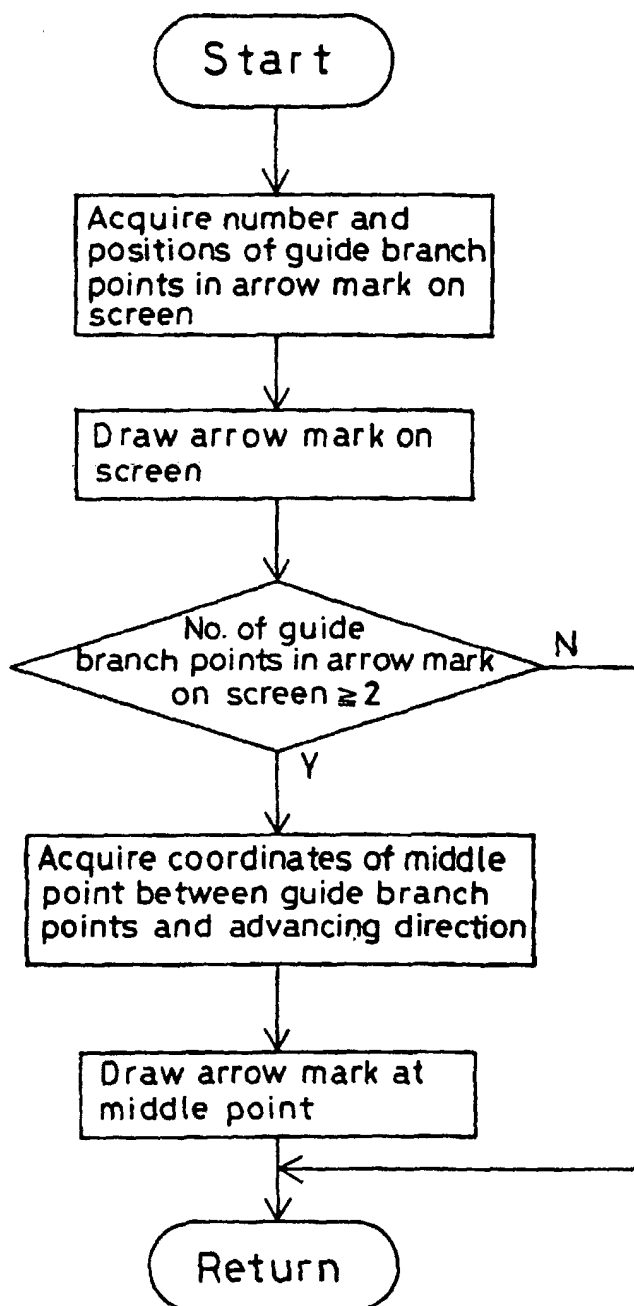 Start
Acquire number and
positions of guide branch
points in arrow mark on
screen
Draw arrow mark on
screen
No. of guide
branch points in arrow mark
on screen ≧ 2
N
Y
Acquire coordinates of middle
point between guide branch
points and advancing direction
Draw arrow mark at
middle point
Return